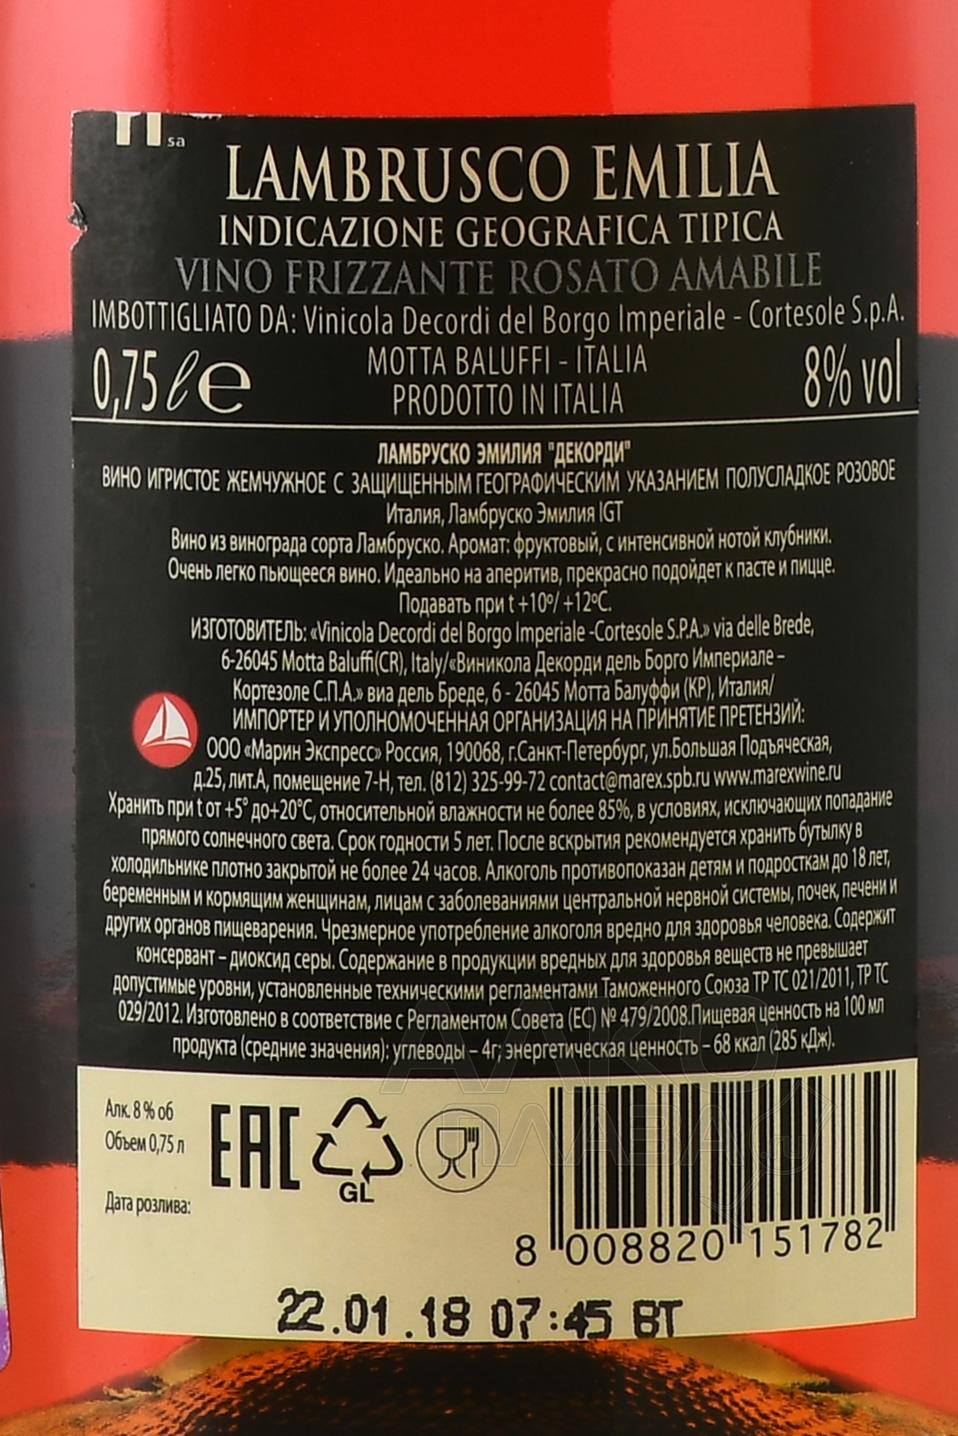 sa
LAMBRUSCO EMILIA
INDICAZIONE GEOGRAFICA TIPICA
VINO FRIZZANTE ROSATO AMABILE
IMBOTTIGLIATO DA: Vinicola Decordi del Borgo Imperiale - Cortesole S.p.A.
0,75 ℓ e MOTTA BALUFFI - ITALIA 8% vol
PRODOTTO IN ITALIA
ЛАМБРУСКО ЭМИЛИЯ "ДЕКОРДИ"
ВИНО ИГРИСТОЕ ЖЕМЧУЖНОЕ С ЗАЩИЩЕННЫМ ГЕОГРАФИЧЕСКИМ УКАЗАНИЕМ ПОЛУСЛАДКОЕ РОЗОВОЕ
Италия, Ламбруско Эмилия IGT
Вино из винограда сорта Ламбруско. Аромат: фруктовый, с интенсивной нотой клубники.
Очень легко пьющееся вино. Идеально на аперитив, прекрасно подойдет к пасте и пицце.
Подавать при t +10º/ +12ºC.
ИЗГОТОВИТЕЛЬ: «Vinicola Decordi del Borgo Imperiale -Cortesole S.P.A.» via delle Brede,
6-26045 Motta Baluffi(CR), Italy/«Виникола Декорди дель Борго Империале –
Кортезоле С.П.А.» виа дель Бреде, 6 - 26045 Мотта Балуффи (КР), Италия/
ИМПОРТЕР И УПОЛНОМОЧЕННАЯ ОРГАНИЗАЦИЯ НА ПРИНЯТИЕ ПРЕТЕНЗИЙ:
ООО «Марин Экспресс» Россия, 190068, г.Санкт-Петербург, ул.Большая Подъяческая,
д.25, лит.А, помещение 7-Н, тел. (812) 325-99-72 contact@marex.spb.ru www.marexwine.ru
Хранить при t от +5° до+20°С, относительной влажности не более 85%, в условиях, исключающих попадание
прямого солнечного света. Срок годности 5 лет. После вскрытия рекомендуется хранить бутылку в
холодильнике плотно закрытой не более 24 часов. Алкоголь противопоказан детям и подросткам до 18 лет,
беременным и кормящим женщинам, лицам с заболеваниями центральной нервной системы, почек, печени и
других органов пищеварения. Чрезмерное употребление алкоголя вредно для здоровья человека. Содержит
консервант – диоксид серы. Содержание в продукции вредных для здоровья веществ не превышает
допустимые уровни, установленные техническими регламентами Таможенного Союза ТР ТС 021/2011, ТР ТС
029/2012. Изготовлено в соответствие с Регламентом Совета (ЕС) № 479/2008.Пищевая ценность на 100 мл
продукта (средние значения): углеводы – 4г; энергетическая ценность – 68 ккал (285 кДж).
Алк. 8 % об
Объем 0,75 л
Дата розлива:
EAC
GL
8 008820 151782
22.01.18 07:45 ВТ